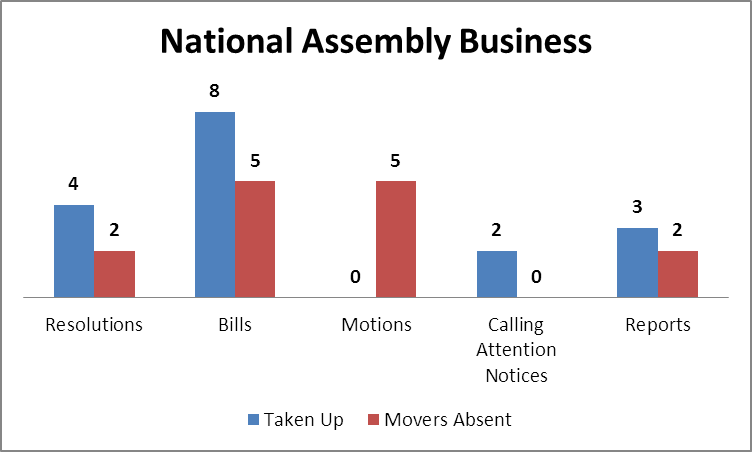 National Assembly Business
8
5
5
4
3
2
2
2
0
0
Resolutions
Bills
Motions
Calling
Attention
Notices
Reports
Taken Up
Movers Absent